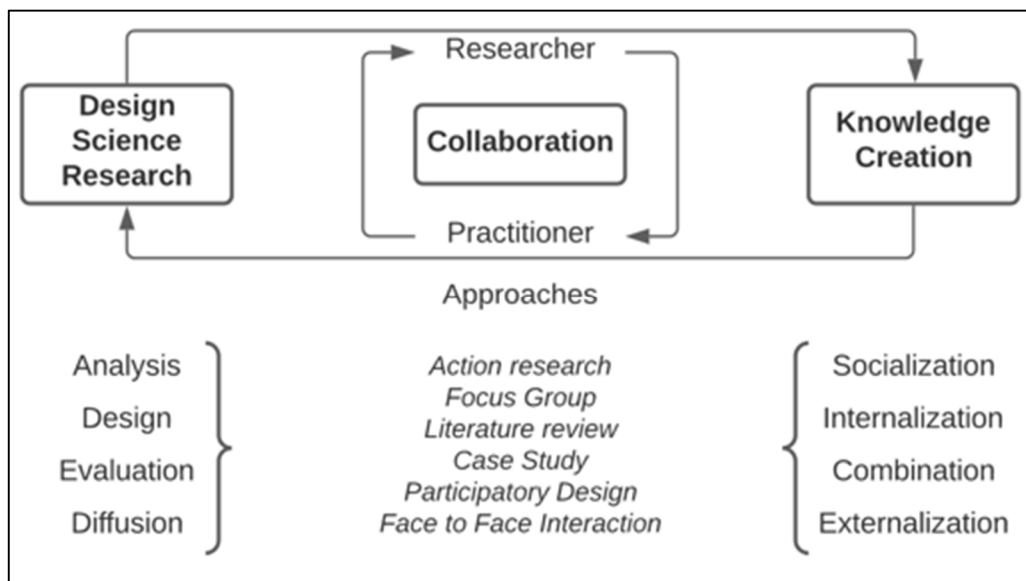 Researcher
Design
Science
Research
Collaboration
Knowledge
Creation
Practitioner
Approaches
Analysis
Design
Evaluation
Diffusion
Action research
Focus Group
Literature review
Case Study
Participatory Design
Face to Face Interaction
Socialization
Internalization
Combination
Externalization